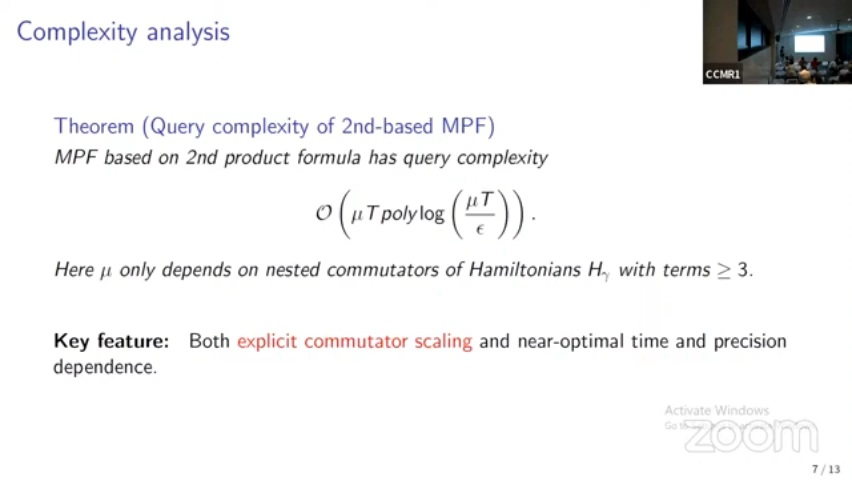 Complexity analysis
CCMR1
Theorem (Query complexity of 2nd-based MPF)
MPF based on 2nd product formula has query complexity
𝒪(μT poly log(μT/ϵ)).
Here μ only depends on nested commutators of Hamiltonians H_γ with terms ≥ 3.
Key feature: Both explicit commutator scaling and near-optimal time and precision
dependence.
Activate Windows
Go to
zoom
7 / 13